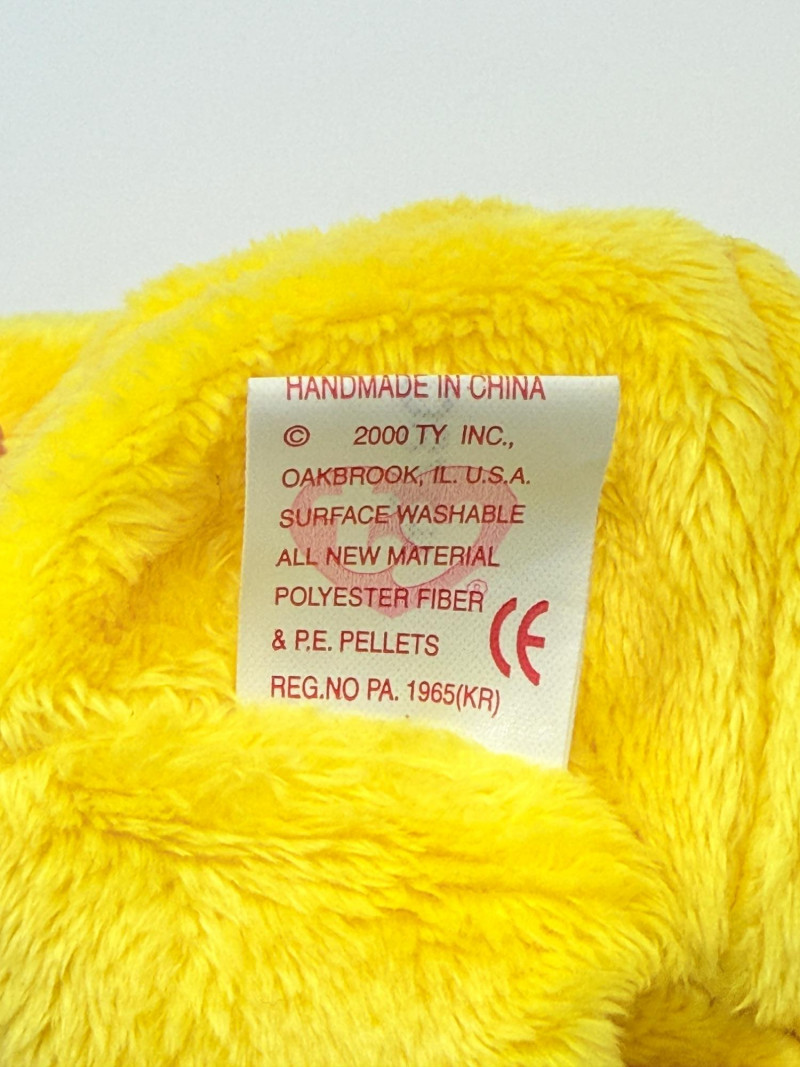 HANDMADE IN CHINA
© 2000 TY INC.,
OAKBROOK, IL. U.S.A.
SURFACE WASHABLE
ALL NEW MATERIAL
POLYESTER FIBER ®
& P.E. PELLETS CE
REG.NO PA. 1965(KR)